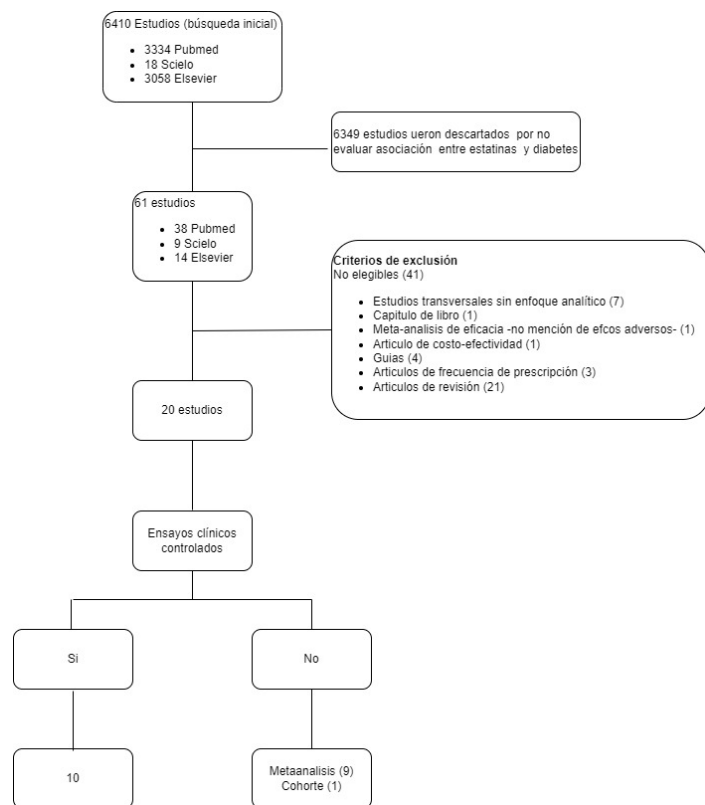 6410 Estudios (búsqueda inicial)
• 3334 Pubmed
• 18 Scielo
• 3058 Elsevier
6349 estudios ueron descartados por no
evaluar asociación entre estatinas y diabetes
61 estudios
• 38 Pubmed
• 9 Scielo
• 14 Elsevier
Criterios de exclusión
No elegibles (41)
• Estudios transversales sin enfoque analítico (7)
• Capítulo de libro (1)
• Meta-analisis de eficacia -no mención de efcos adversos- (1)
• Articulo de costo-efectividad (1)
• Guias (4)
• Articulos de frecuencia de prescripción (3)
• Articulos de revisión (21)
20 estudios
Ensayos clínicos
controlados
Si
No
10
Metaanalisis (9)
Cohorte (1)